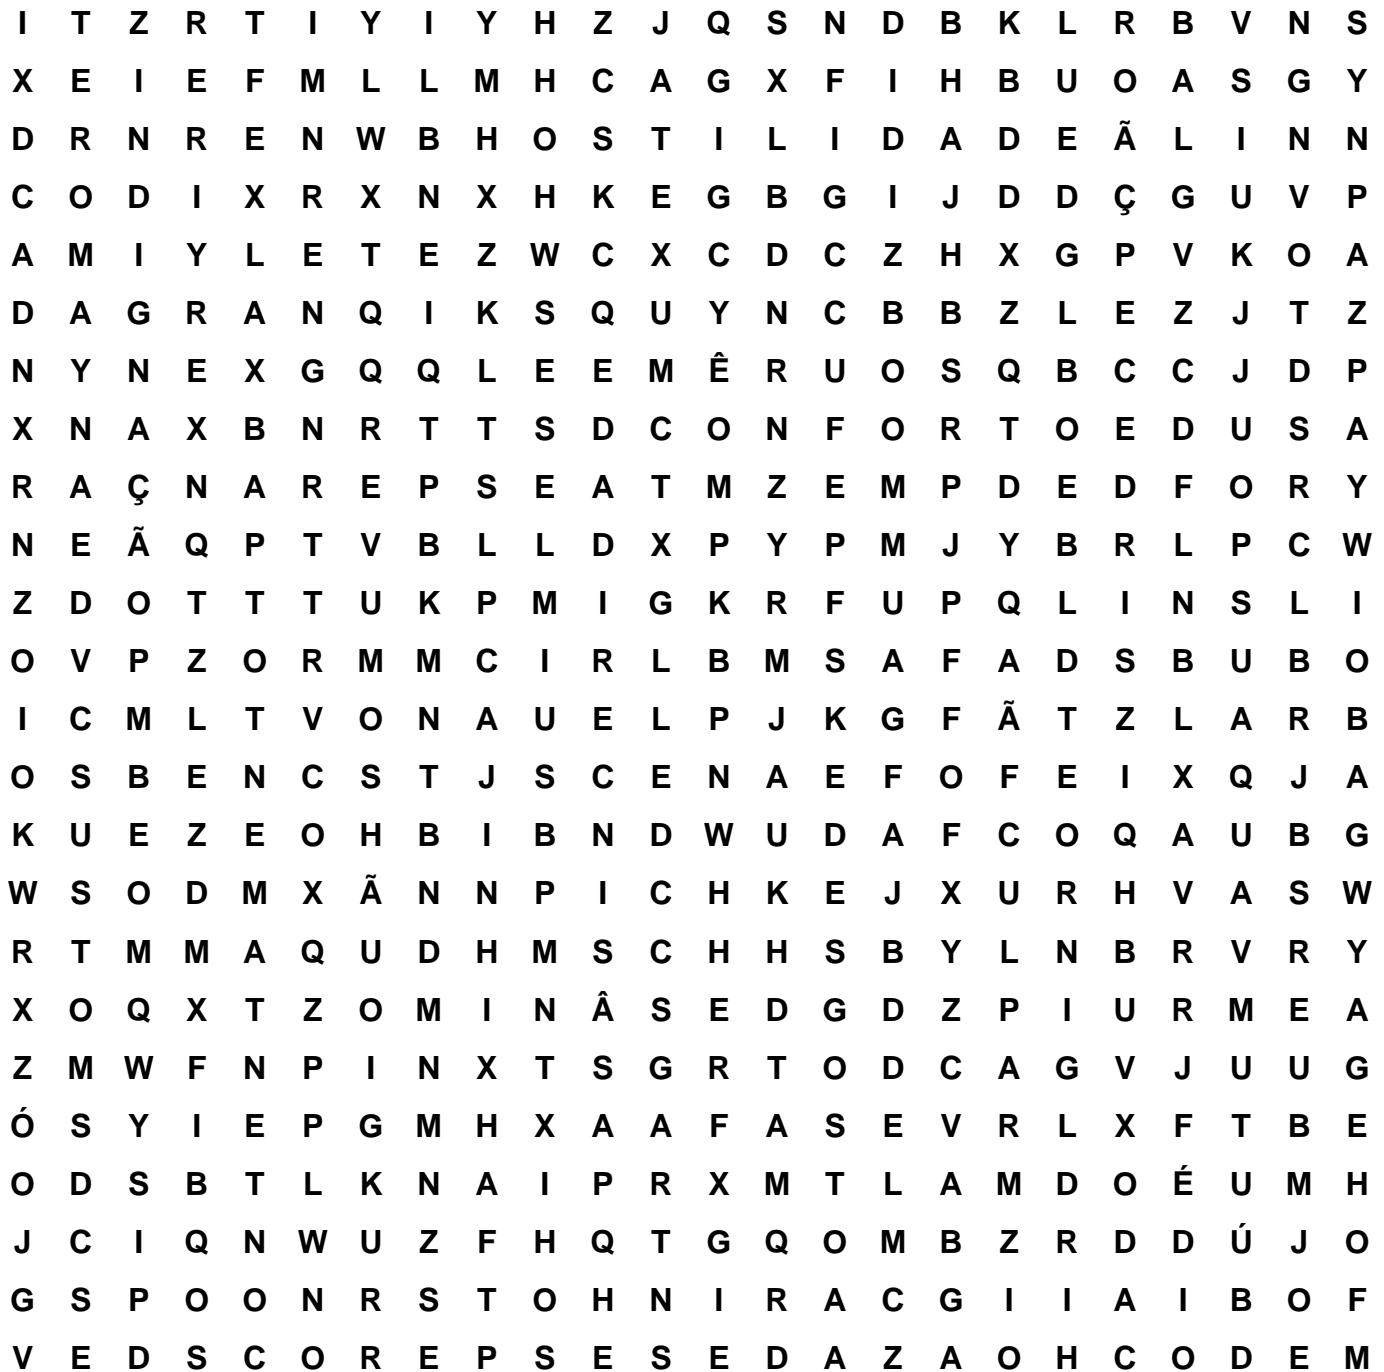 I T Z R T I Y I Y H Z J Q S N D B K L R B V N S
X E I E F M L L M H C A G X F I H B U O A S G Y
D R N R E N W B H O S T I L I D A D E Ã L I N N
C O D I X R X N X H K E G B G I J D D Ç G U V P
A M I Y L E T E Z W C X C D C Z H X G P V K O A
D A G R A N Q I K S Q U Y N C B B Z L E Z J T Z
N Y N E X G Q Q L E E M Ê R U O S Q B C C J D P
X N A X B N R T T S D C O N F O R T O E D U S A
R A Ç N A R E P S E A T M Z E M P D E D F O R Y
N E Ã Q P T V B L L D X P Y P M J Y B R L P C W
Z D O T T T U K P M I G K R F U P Q L I N S L I
O V P Z O R M M C I R L B M S A F A D S B U B O
I C M L T V O N A U E L P J K G F Ã T Z L A R B
O S B E N C S T J S C E N A E F O F E I X Q J A
K U E Z E O H B I B N D W U D A F C O Q A U B G
W S O D M X Ã N N P I C H K E J X U R H V A S W
R T M M A Q U D H M S C H H S B Y L N B R V R Y
X O Q X T Z O M I N Â S E D G D Z P I U R M E A
Z M W F N P I N X T S G R T O D C A G V J U U G
Ó S Y I E P G M H X A A F A S E V R L X F T B E
O D S B T L K N A I P R X M T L A M D O É U M H
J C I Q N W U Z F H Q T G Q O M B Z R D D Ú J O
G S P O O N R S T O H N I R A C G I I A I B O F
V E D S C O R E P S E S E D A Z A O H C O D E M